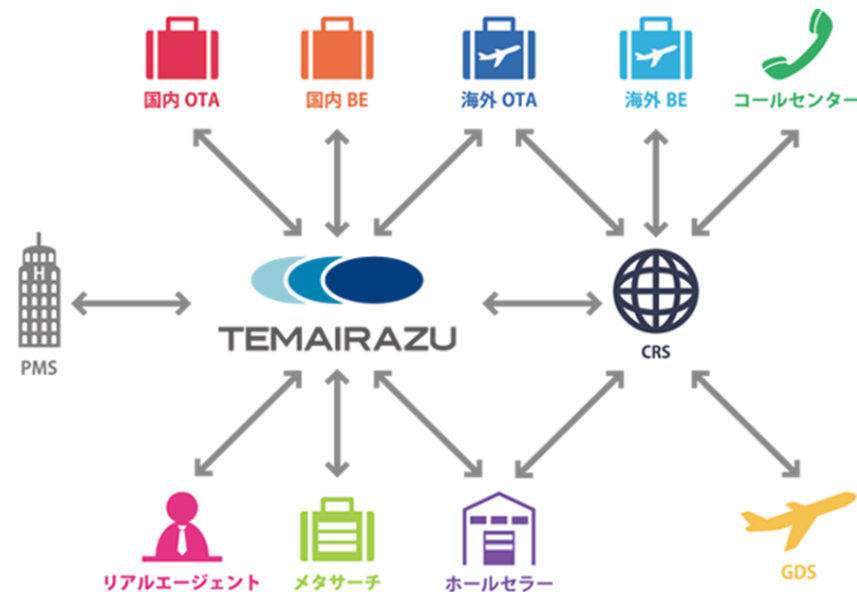 国内 OTA
国内 BE
海外 OTA
海外 BE
コールセンター
H
PMS
TEMAIRAZU
CRS
リアルエージェント
メタサーチ
ホールセラー
GDS